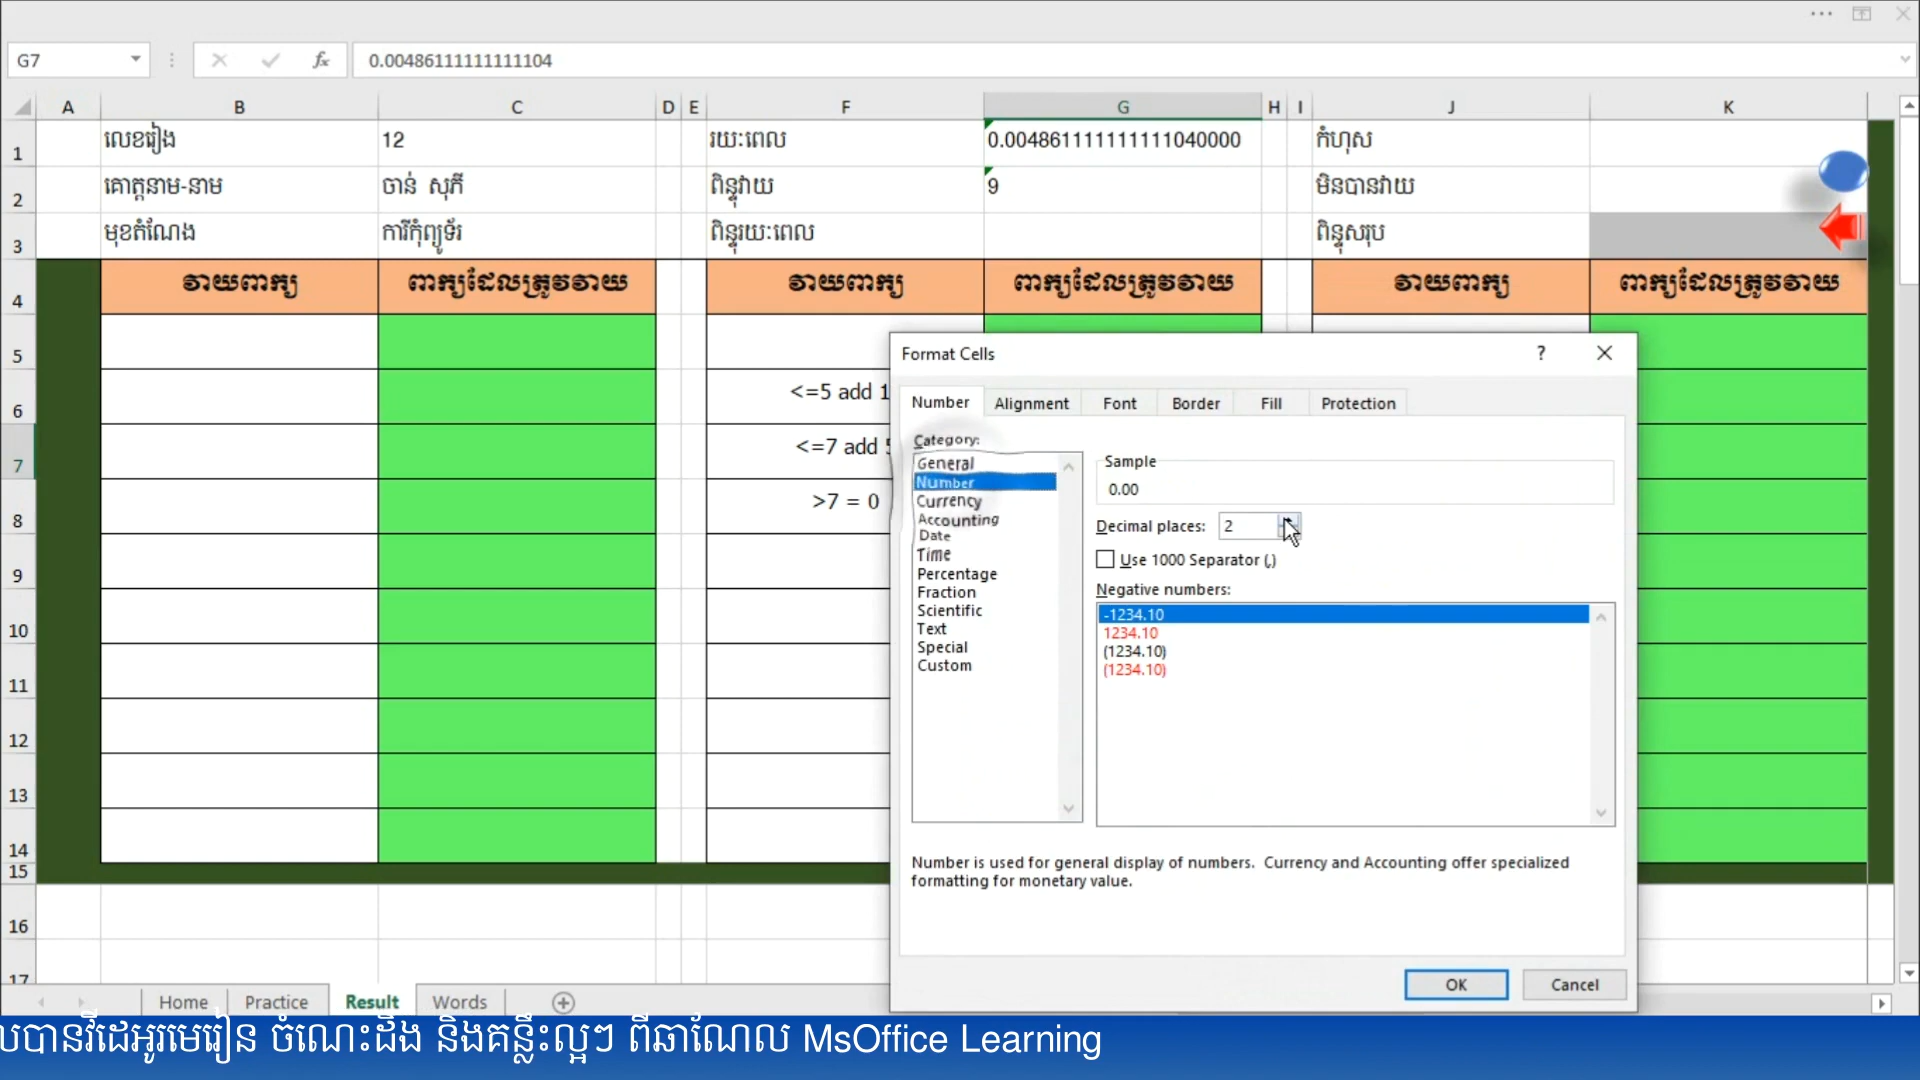 G7
fx
0.00486111111111104
A B C D E F G H I J K
1 លេខរៀង 12 រយៈពេល 0.004861111111111040000 កំហុស
2 គោត្តនាម-នាម ចាន់ សុភី ពិន្ទុវាយ 9 មិនបានវាយ
3 មុខតំណែង ការីកុំព្យូទ័រ ពិន្ទុរយៈពេល ពិន្ទុសរុប
4 វាយពាក្យ ពាក្យដែលត្រូវវាយ វាយពាក្យ ពាក្យដែលត្រូវវាយ វាយពាក្យ ពាក្យដែលត្រូវវាយ
5
6 <=5 add 1
7 <=7 add 5
8 >7 = 0
9
10
11
12
13
14
15
16
17
Format Cells
?
Number Alignment Font Border Fill Protection
Category:
General
Number
Currency
Accounting
Date
Time
Percentage
Fraction
Scientific
Text
Special
Custom
Sample
0.00
Decimal places: 2
Use 1000 Separator (,)
Negative numbers:
-1234.10
1234.10
(1234.10)
(1234.10)
Number is used for general display of numbers. Currency and Accounting offer specialized
formatting for monetary value.
OK Cancel
Home Practice Result Words
បានវីដេអូរមេរៀន ចំណេះដឹង និងគន្លឹះល្អៗ ពីឆាណែល MsOffice Learning